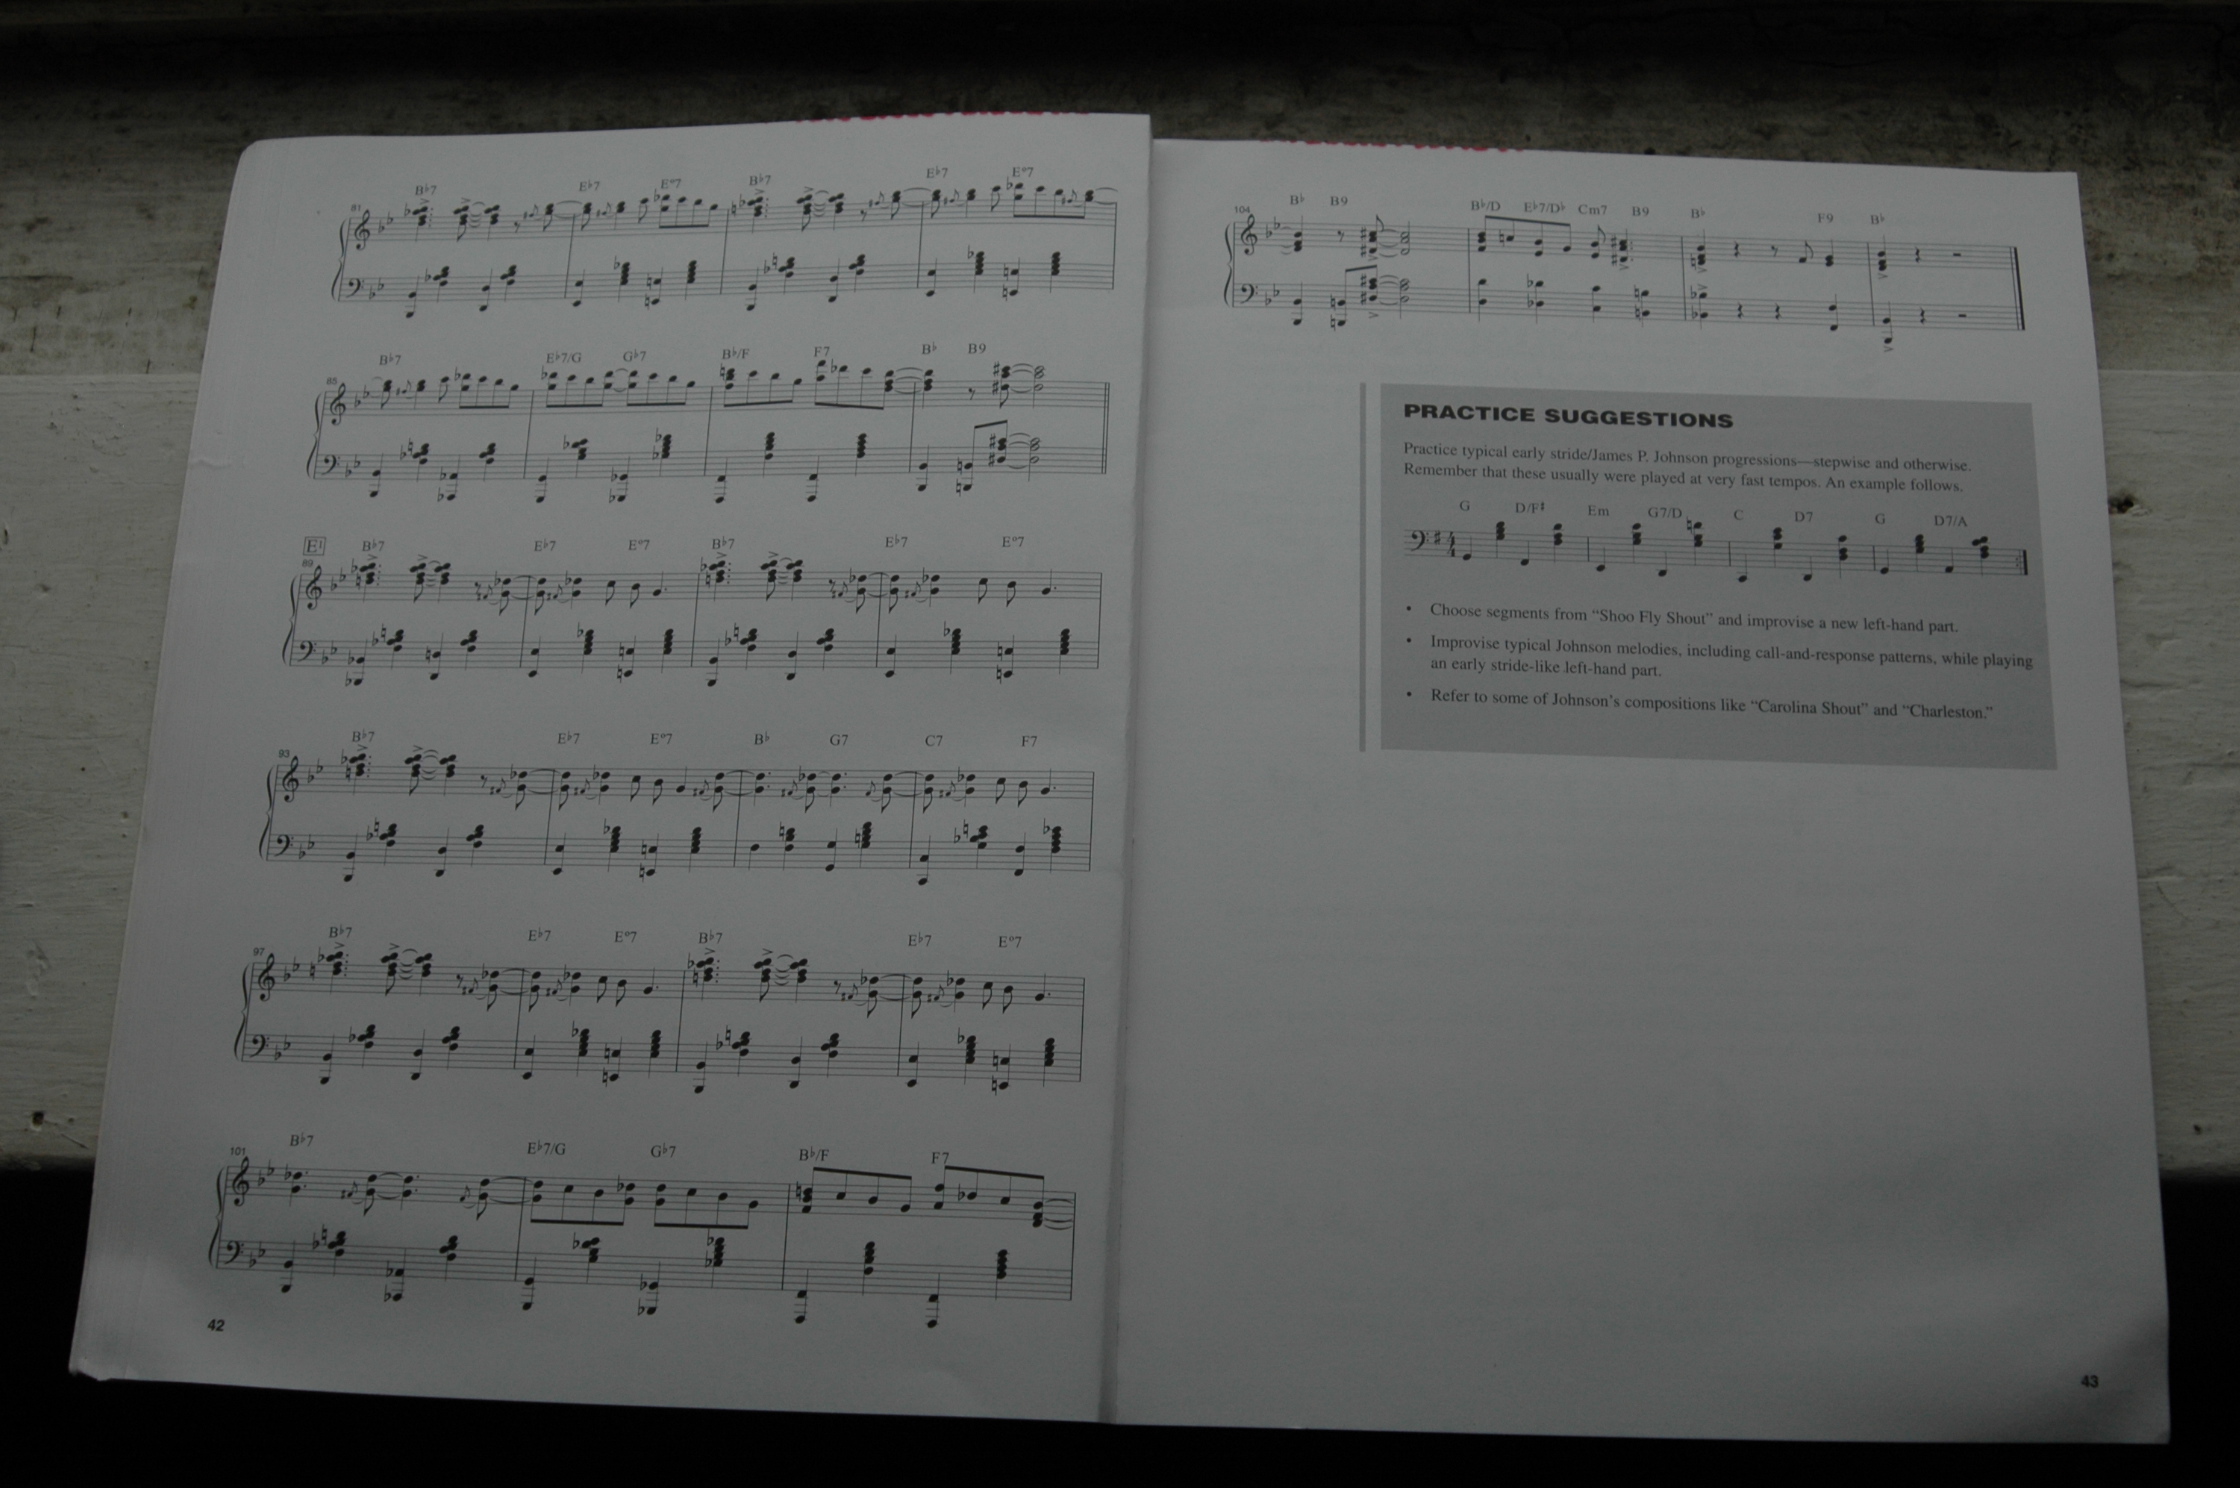 81 B♭7 E♭7 E°7 B♭7 E♭7 E°7
85 B♭7 E♭7/G G♭7 B♭/F F7 B♭ B9
E¹
89 B♭7 E♭7 E°7 B♭7 E♭7 E°7
93 B♭7 E♭7 E°7 B♭ G7 C7 F7
97 B♭7 E♭7 E°7 B♭7 E♭7 E°7
101 B♭7 E♭7/G G♭7 B♭/F F7
42
104 B♭ B9 B♭/D E♭7/D♭ Cm7 B9 B♭ F9 B♭
PRACTICE SUGGESTIONS
Practice typical early stride/James P. Johnson progressions—stepwise and otherwise.
Remember that these usually were played at very fast tempos. An example follows.
G D/F♯ Em G7/D C D7 G D7/A
4
4
• Choose segments from “Shoo Fly Shout” and improvise a new left-hand part.
• Improvise typical Johnson melodies, including call-and-response patterns, while playing
an early stride-like left-hand part.
• Refer to some of Johnson’s compositions like “Carolina Shout” and “Charleston.”
43